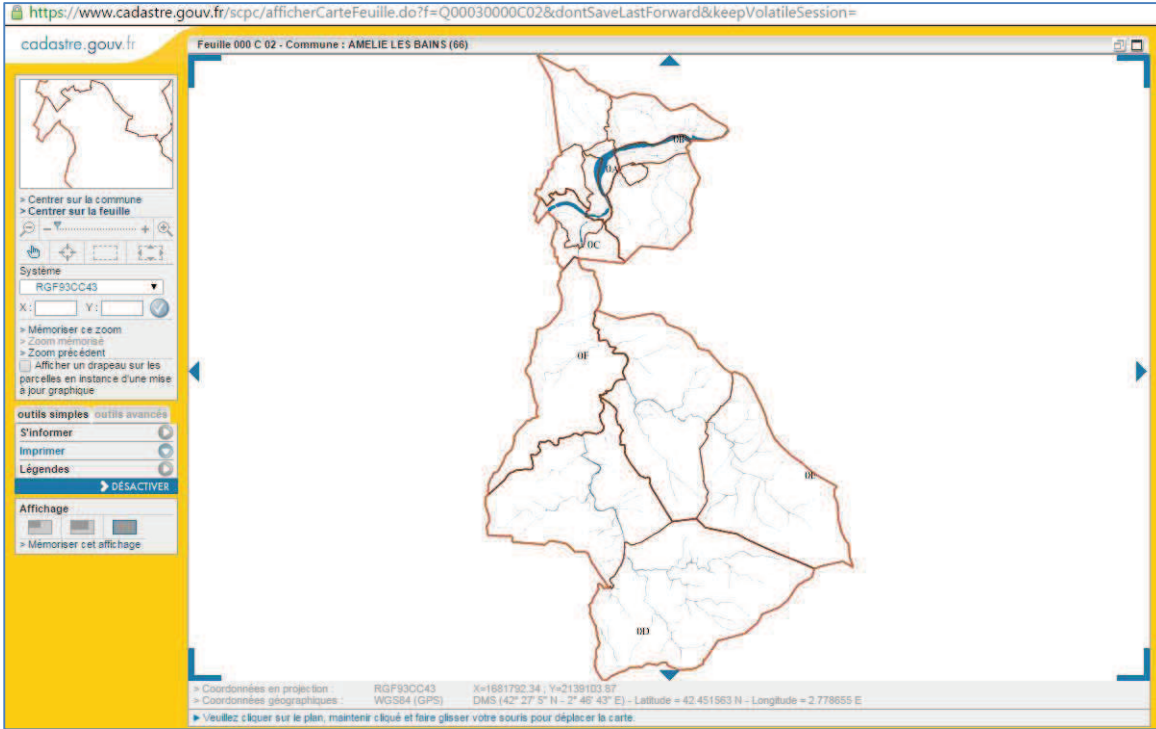 https://www.cadastre.gouv.fr/scpc/afficherCarteFeuille.do?f=Q00030000C02&dontSaveLastForward&keepVolatileSession=
cadastre.gouv.fr
Feuille 000 C 02 - Commune : AMELIE LES BAINS (66)
> Centrer sur la commune
> Centrer sur la feuille
Système
RGF93CC43
X : Y :
> Mémoriser ce zoom
> Zoom mémorisé
> Zoom précédent
Afficher un drapeau sur les
parcelles en instance d'une mise
à jour graphique
outils simples outils avancés
S'informer
Imprimer
Légendes
DÉSACTIVER
Affichage
> Mémoriser cet affichage
0B
0A
0C
0F
0E
0D
> Coordonnées en projection : RGF93CC43 X=1681792.34 ; Y=2139103.87
> Coordonnées géographiques : WGS84 (GPS) DMS (42° 27' 5" N - 2° 46' 43" E) - Latitude = 42.451563 N - Longitude = 2.778655 E
Veuillez cliquer sur le plan, maintenir cliqué et faire glisser votre souris pour déplacer la carte.